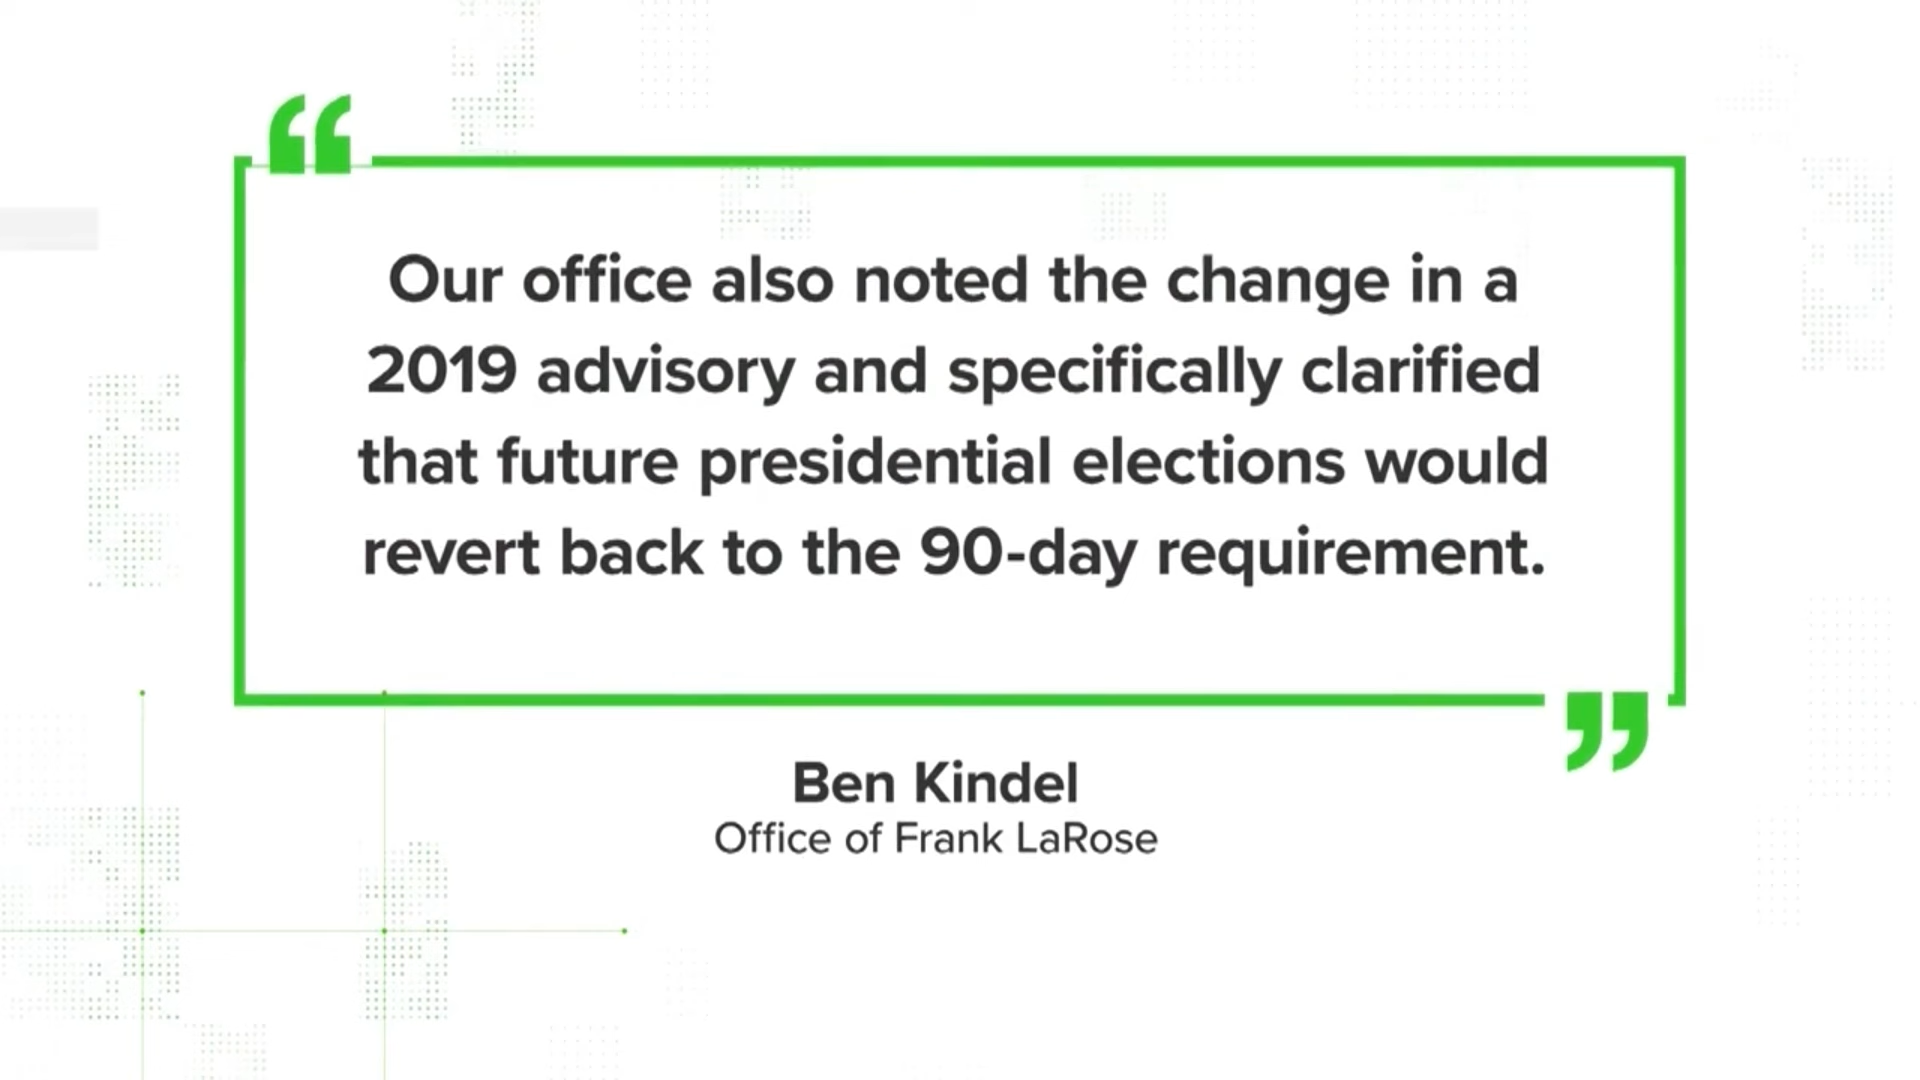 “
Our office also noted the change in a
2019 advisory and specifically clarified
that future presidential elections would
revert back to the 90-day requirement.
”
Ben Kindel
Office of Frank LaRose